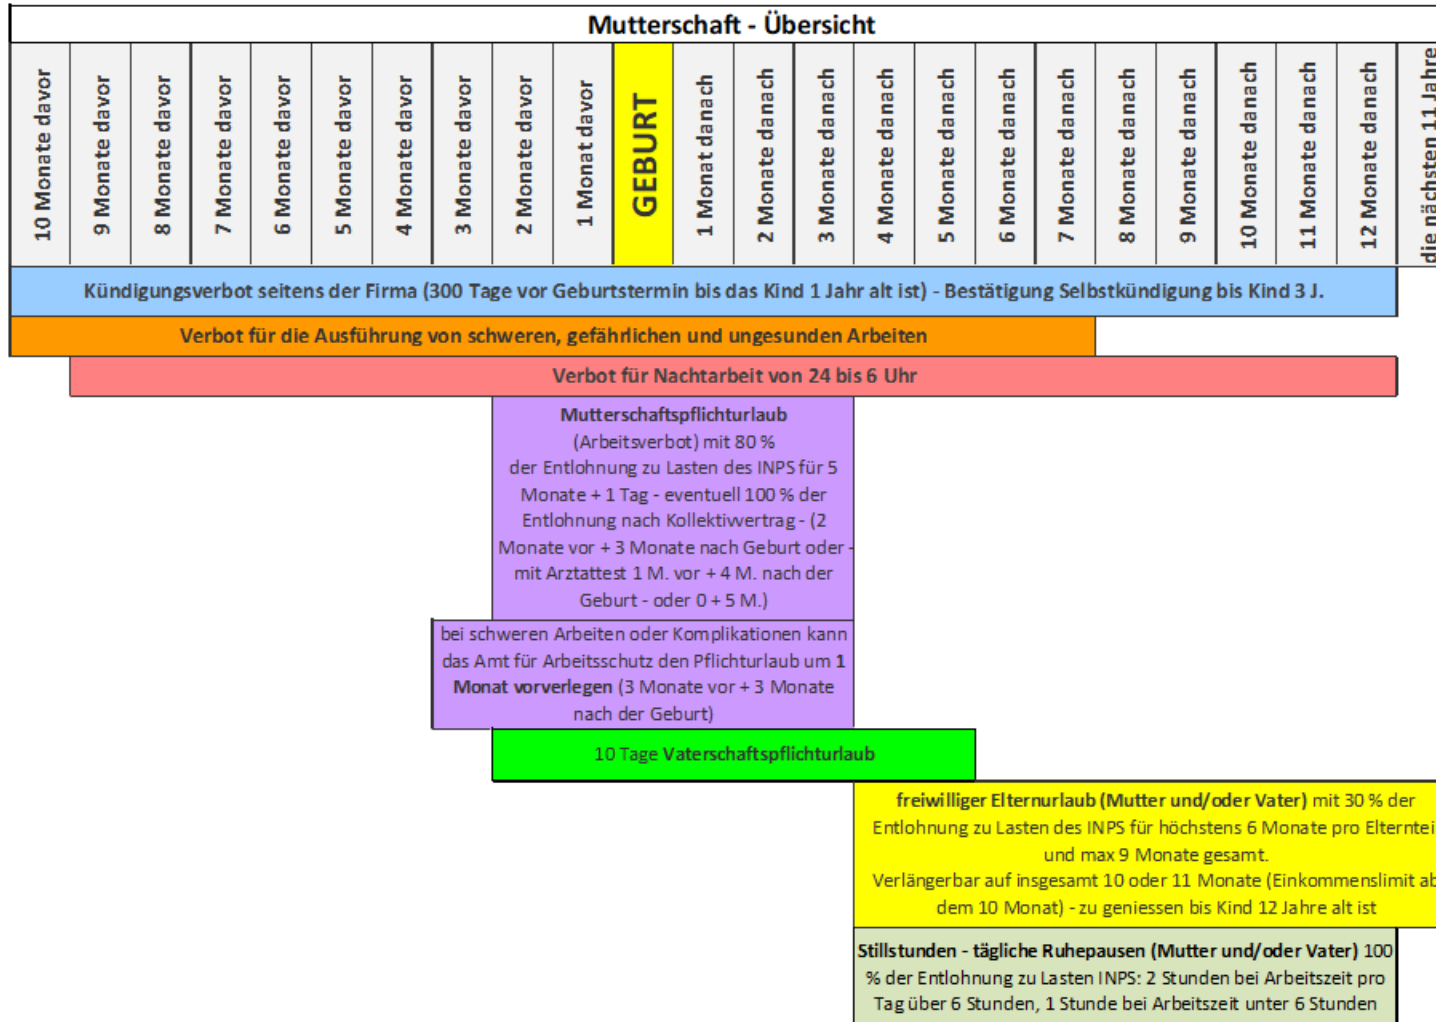 Mutterschaft - Übersicht
10 Monate davor
9 Monate davor
8 Monate davor
7 Monate davor
6 Monate davor
5 Monate davor
4 Monate davor
3 Monate davor
2 Monate davor
1 Monat davor
GEBURT
1 Monat danach
2 Monate danach
3 Monate danach
4 Monate danach
5 Monate danach
6 Monate danach
7 Monate danach
8 Monate danach
9 Monate danach
10 Monate danach
11 Monate danach
12 Monate danach
die nächsten 11 Jahre
Kündigungsverbot seitens der Firma (300 Tage vor Geburtstermin bis das Kind 1 Jahr alt ist) - Bestätigung Selbstkündigung bis Kind 3 J.
Verbot für die Ausführung von schweren, gefährlichen und ungesunden Arbeiten
Verbot für Nachtarbeit von 24 bis 6 Uhr
Mutterschaftspflichturlaub
(Arbeitsverbot) mit 80 %
der Entlohnung zu Lasten des INPS für 5
Monate + 1 Tag - eventuell 100 % der
Entlohnung nach Kollektivvertrag - (2
Monate vor + 3 Monate nach Geburt oder -
mit Arztattest 1 M. vor + 4 M. nach der
Geburt - oder 0 + 5 M.)
bei schweren Arbeiten oder Komplikationen kann
das Amt für Arbeitsschutz den Pflichturlaub um 1
Monat vorverlegen (3 Monate vor + 3 Monate
nach der Geburt)
10 Tage Vaterschaftspflichturlaub
freiwilliger Elternurlaub (Mutter und/oder Vater) mit 30 % der
Entlohnung zu Lasten des INPS für höchstens 6 Monate pro Elternteil
und max 9 Monate gesamt.
Verlängerbar auf insgesamt 10 oder 11 Monate (Einkommenslimit ab
dem 10 Monat) - zu geniessen bis Kind 12 Jahre alt ist
Stillstunden - tägliche Ruhepausen (Mutter und/oder Vater) 100
% der Entlohnung zu Lasten INPS: 2 Stunden bei Arbeitszeit pro
Tag über 6 Stunden, 1 Stunde bei Arbeitszeit unter 6 Stunden